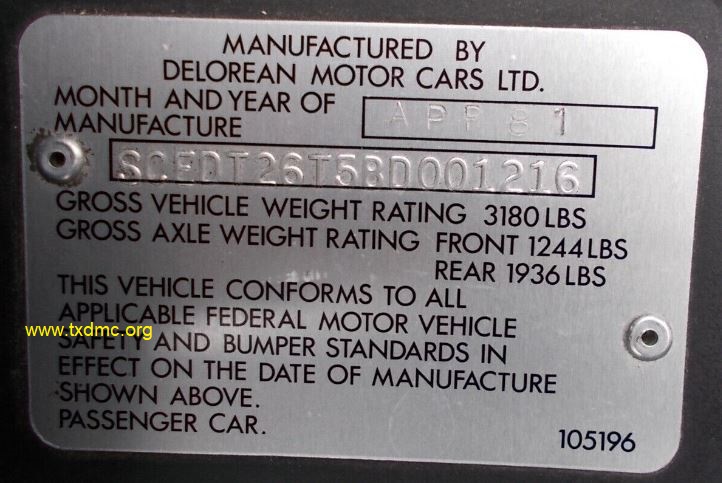 MANUFACTURED BY
DELOREAN MOTOR CARS LTD.
MONTH AND YEAR OF
MANUFACTURE
APR 81
SCEDT26T5BD001216
GROSS VEHICLE WEIGHT RATING 3180 LBS
GROSS AXLE WEIGHT RATING FRONT 1244 LBS
REAR 1936 LBS
THIS VEHICLE CONFORMS TO ALL
APPLICABLE FEDERAL MOTOR VEHICLE
www.txdmc.org
SAFETY AND BUMPER STANDARDS IN
EFFECT ON THE DATE OF MANUFACTURE
SHOWN ABOVE.
PASSENGER CAR.
105196